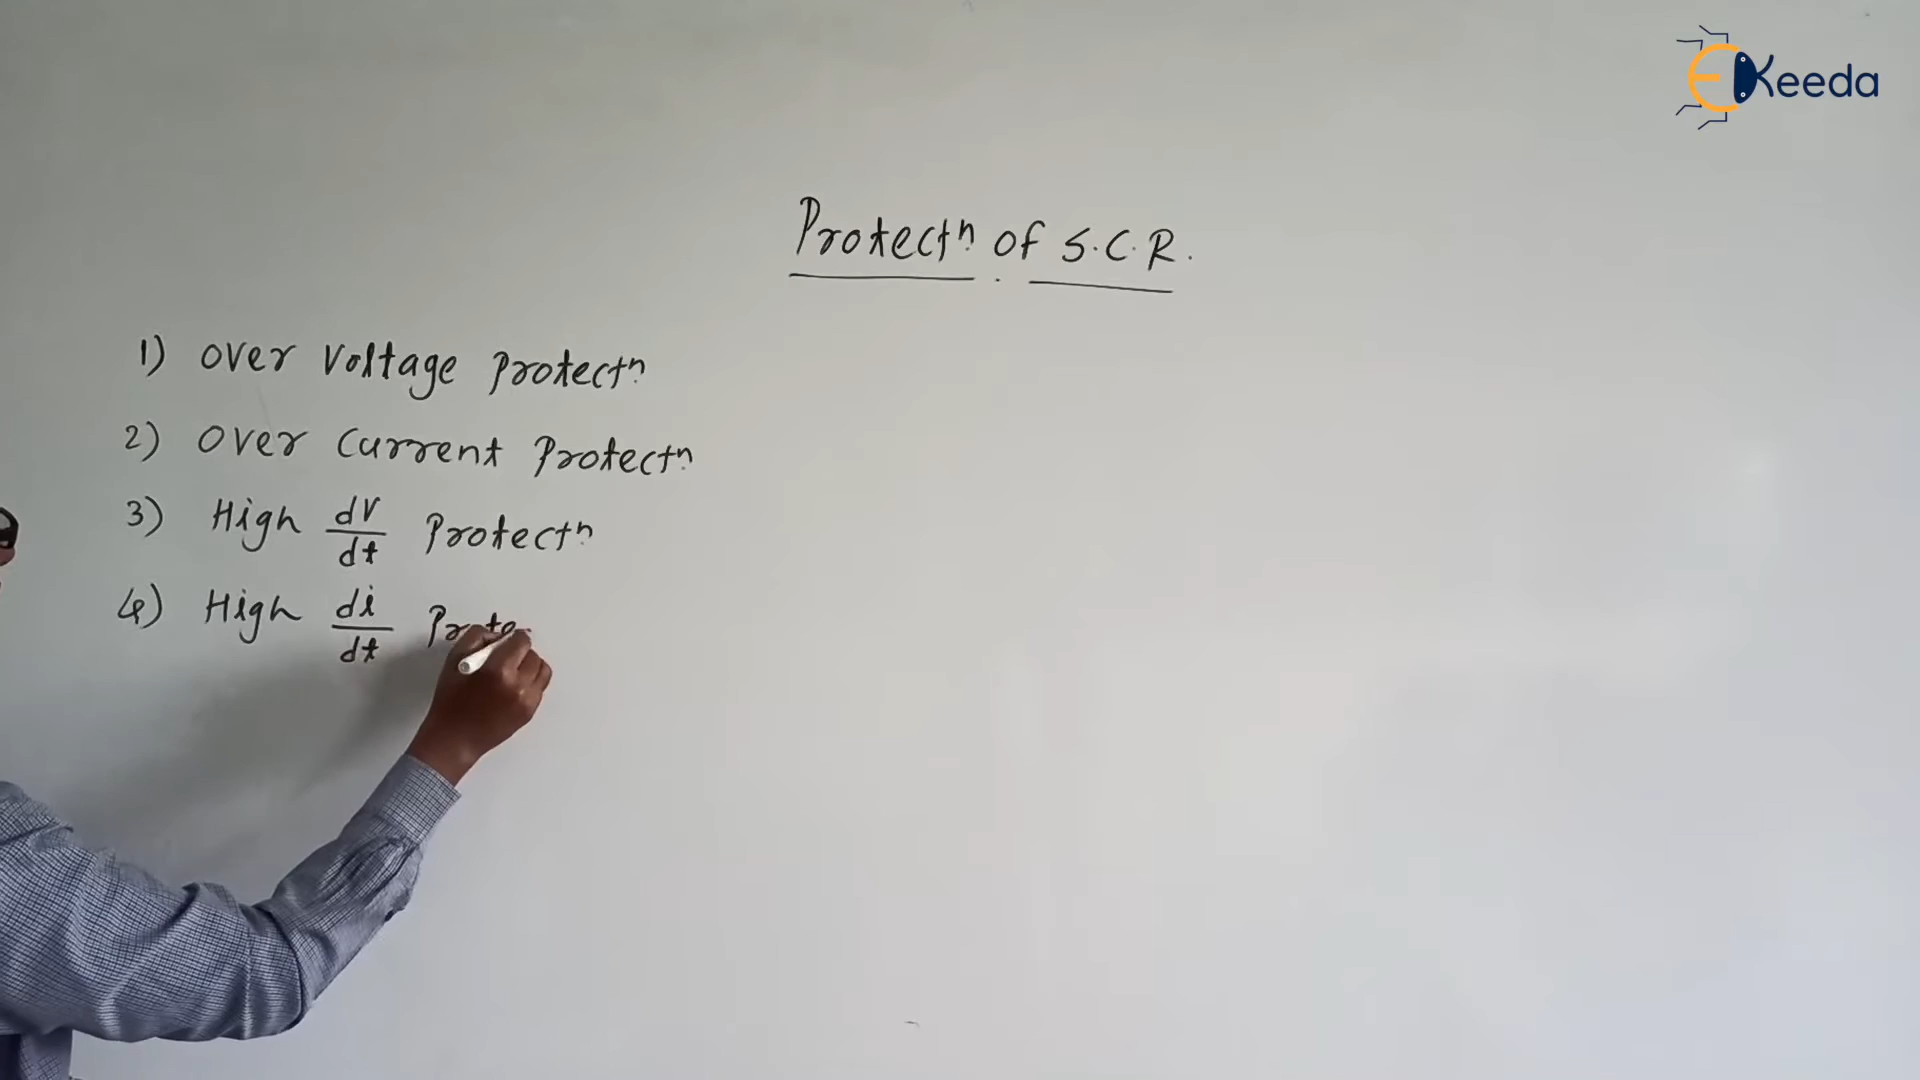 EKeeda
Protectⁿ of S.C.R.
1) Over Voltage Protectⁿ
2) Over Current Protectⁿ
3) High dV/dt Protectⁿ
4) High di/dt Prote